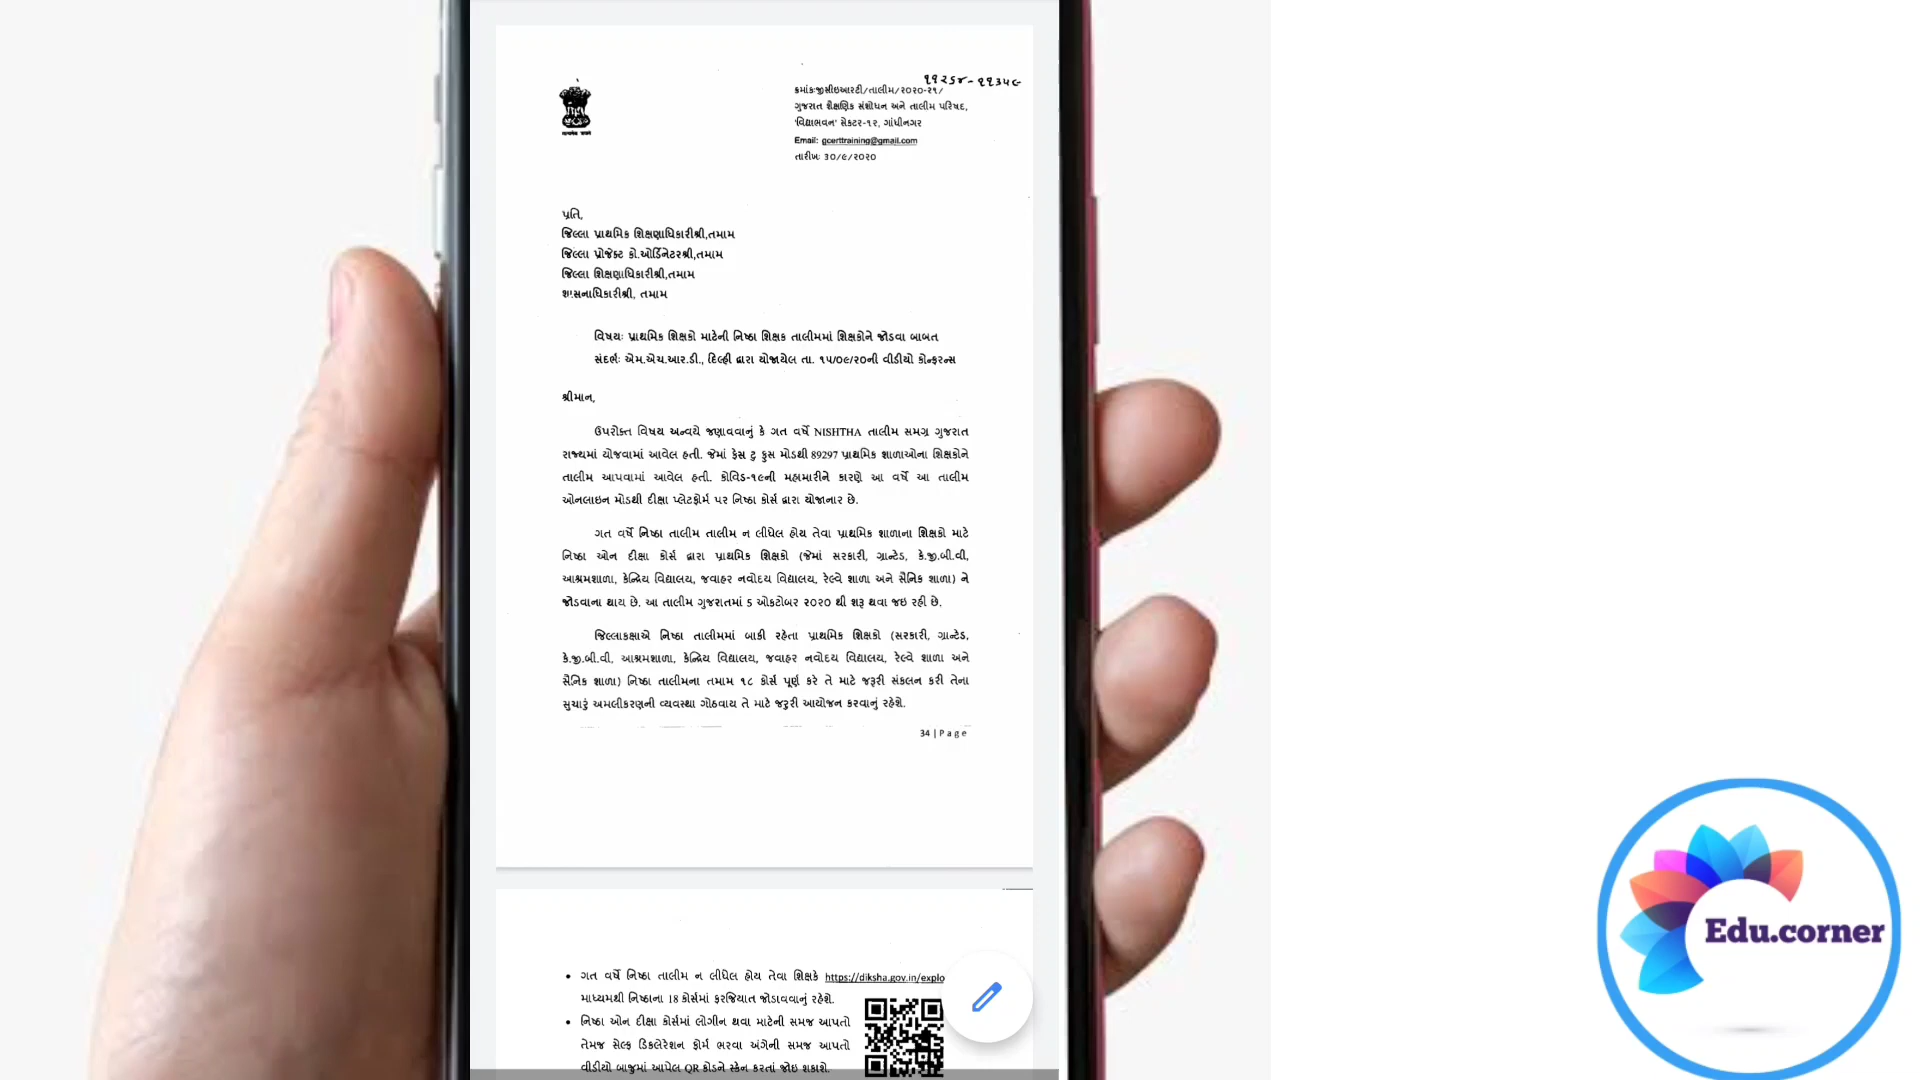 ૧૧૨૬૪-૧૧૩૫૯
ક્રમાંક:જીસીઇઆરટી/તાલીમ/૨૦૨૦-૨૧/
ગુજરાત શૈક્ષણિક સંશોધન અને તાલીમ પરિષદ,
'વિદ્યાભવન' સેકટર-૧૨, ગાંધીનગર
Email: gcerttraining@gmail.com
તારીખ: 30/૯/૨૦૨૦
પ્રતિ,
જિલ્લા પ્રાથમિક શિક્ષણાધિકારીશ્રી,તમામ
જિલ્લા પ્રોજેક્ટ કો.ઓર્ડિનેટરશ્રી,તમામ
જિલ્લા શિક્ષણાધિકારીશ્રી,તમામ
શાસનાધિકારીશ્રી, તમામ
વિષય: પ્રાથમિક શિક્ષકો માટેની નિષ્ઠા શિક્ષક તાલીમમાં શિક્ષકોને જોડવા બાબત
સંદર્ભ: એમ.એચ.આર.ડી., દિલ્હી દ્વારા યોજાયેલ તા. ૧૫/૦૯/૨૦ની વીડીયો કોન્ફરન્સ
શ્રીમાન,
ઉપરોક્ત વિષય અન્વયે જણાવવાનું કે ગત વર્ષે NISHTHA તાલીમ સમગ્ર ગુજરાત
રાજ્યમાં યોજવામાં આવેલ હતી. જેમાં ફેસ ટુ ફુસ મોડથી 89297 પ્રાથમિક શાળાઓના શિક્ષકોને
તાલીમ આપવામાં આવેલ હતી. કોવિડ-૧૯ની મહામારીને કારણે આ વર્ષે આ તાલીમ
ઓનલાઇન મોડથી દીક્ષા પ્લેટફોર્મ પર નિષ્ઠા કોર્સ દ્વારા યોજાનાર છે.
ગત વર્ષે નિષ્ઠા તાલીમ તાલીમ ન લીધેલ હોય તેવા પ્રાથમિક શાળાના શિક્ષકો માટે
નિષ્ઠા ઓન દીક્ષા કોર્સ દ્વારા પ્રાથમિક શિક્ષકો (જેમાં સરકારી, ગ્રાન્ટેડ, કે.જી.બી.વી,
આશ્રમશાળા, કેન્દ્રિય વિદ્યાલય, જવાહર નવોદય વિદ્યાલય, રેલ્વે શાળા અને સૈનિક શાળા) ને
જોડવાના થાય છે. આ તાલીમ ગુજરાતમાં 5 ઓકટોબર ૨૦૨૦ થી શરૂ થવા જઇ રહી છે.
જિલ્લાકક્ષાએ નિષ્ઠા તાલીમમાં બાકી રહેતા પ્રાથમિક શિક્ષકો (સરકારી, ગ્રાન્ટેડ,
કે.જી.બી.વી, આશ્રમશાળા, કેન્દ્રિય વિદ્યાલય, જવાહર નવોદય વિદ્યાલય, રેલ્વે શાળા અને
સૈનિક શાળા) નિષ્ઠા તાલીમના તમામ ૧૮ કોર્સ પૂર્ણ કરે તે માટે જરૂરી સંકલન કરી તેના
સુચારું અમલીકરણની વ્યવસ્થા ગોઠવાય તે માટે જરુરી આયોજન કરવાનું રહેશે.
34 | Page
• ગત વર્ષે નિષ્ઠા તાલીમ ન લીધેલ હોય તેવા શિક્ષકે https://diksha.gov.in/explo
માધ્યમથી નિષ્ઠાના 18 કોર્સમાં ફરજિયાત જોડાવવાનું રહેશે.
• નિષ્ઠા ઓન દીક્ષા કોર્સમાં લોગીન થવા માટેની સમજ આપતો
તેમજ સેલ્ફ ડિકલેરેશન ફોર્મ ભરવા અંગેની સમજ આપતો
વીડીયો બાજુમાં આપેલ QR કોડને સ્કેન કરતાં જોઇ શકાશે.
Edu.corner